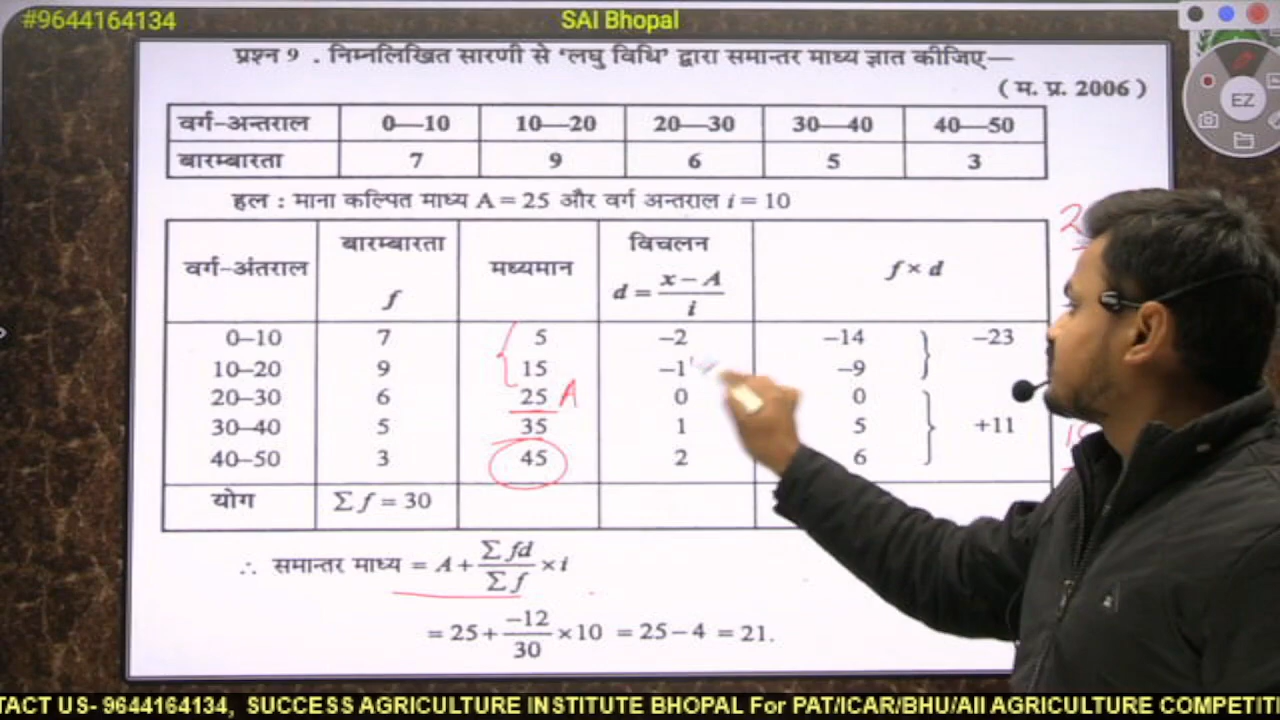 #9644164134
SAI Bhopal
प्रश्न 9 . निम्नलिखित सारणी से ‘लघु विधि’ द्वारा समान्तर माध्य ज्ञात कीजिए—
( म. प्र. 2006 )
वर्ग-अन्तराल 0—10 10—20 20—30 30—40 40—50
बारम्बारता 7 9 6 5 3
हल : माना कल्पित माध्य A = 25 और वर्ग अन्तराल i = 10
वर्ग-अंतराल बारम्बारता f मध्यमान विचलन d = (x – A)/i f × d
0–10 7 5 –2 –14 } –23
10–20 9 15 –1 –9
20–30 6 25 A 0 0
30–40 5 35 1 5 } +11
40–50 3 45 2 6
योग Σ f = 30
∴ समान्तर माध्य = A + (Σ fd)/(Σ f) × i
= 25 + (–12)/30 × 10 = 25 – 4 = 21.
EZ
TACT US- 9644164134, SUCCESS AGRICULTURE INSTITUTE BHOPAL For PAT/ICAR/BHU/All AGRICULTURE COMPETIT